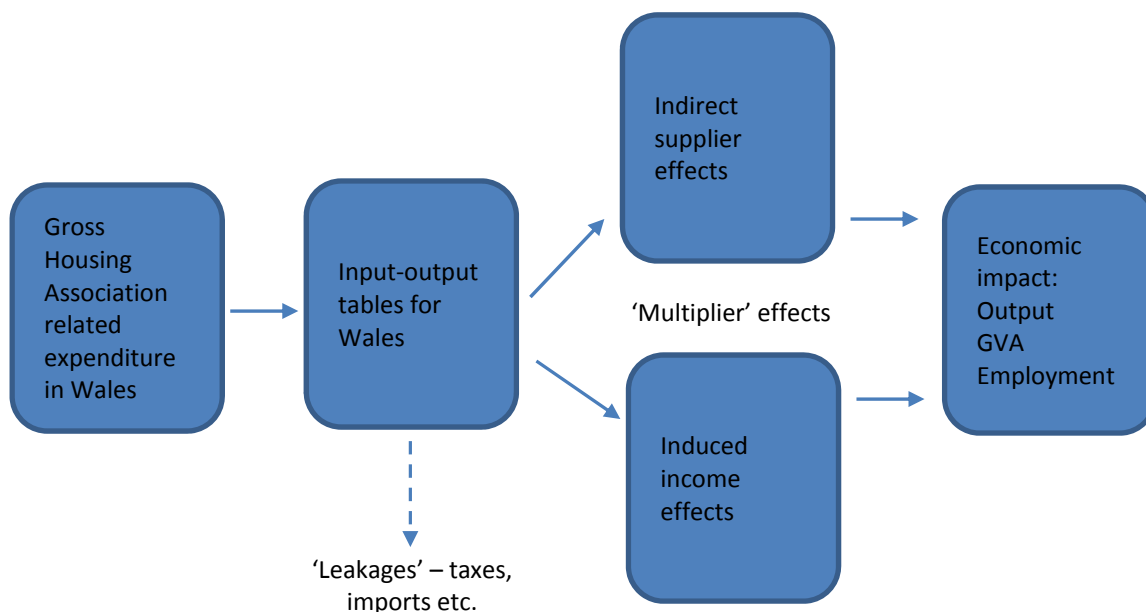 Gross
Housing
Association
related
expenditure
in Wales
Input-output
tables for
Wales
‘Leakages’ – taxes,
imports etc.
Indirect
supplier
effects
‘Multiplier’ effects
Induced
income
effects
Economic
impact:
Output
GVA
Employment